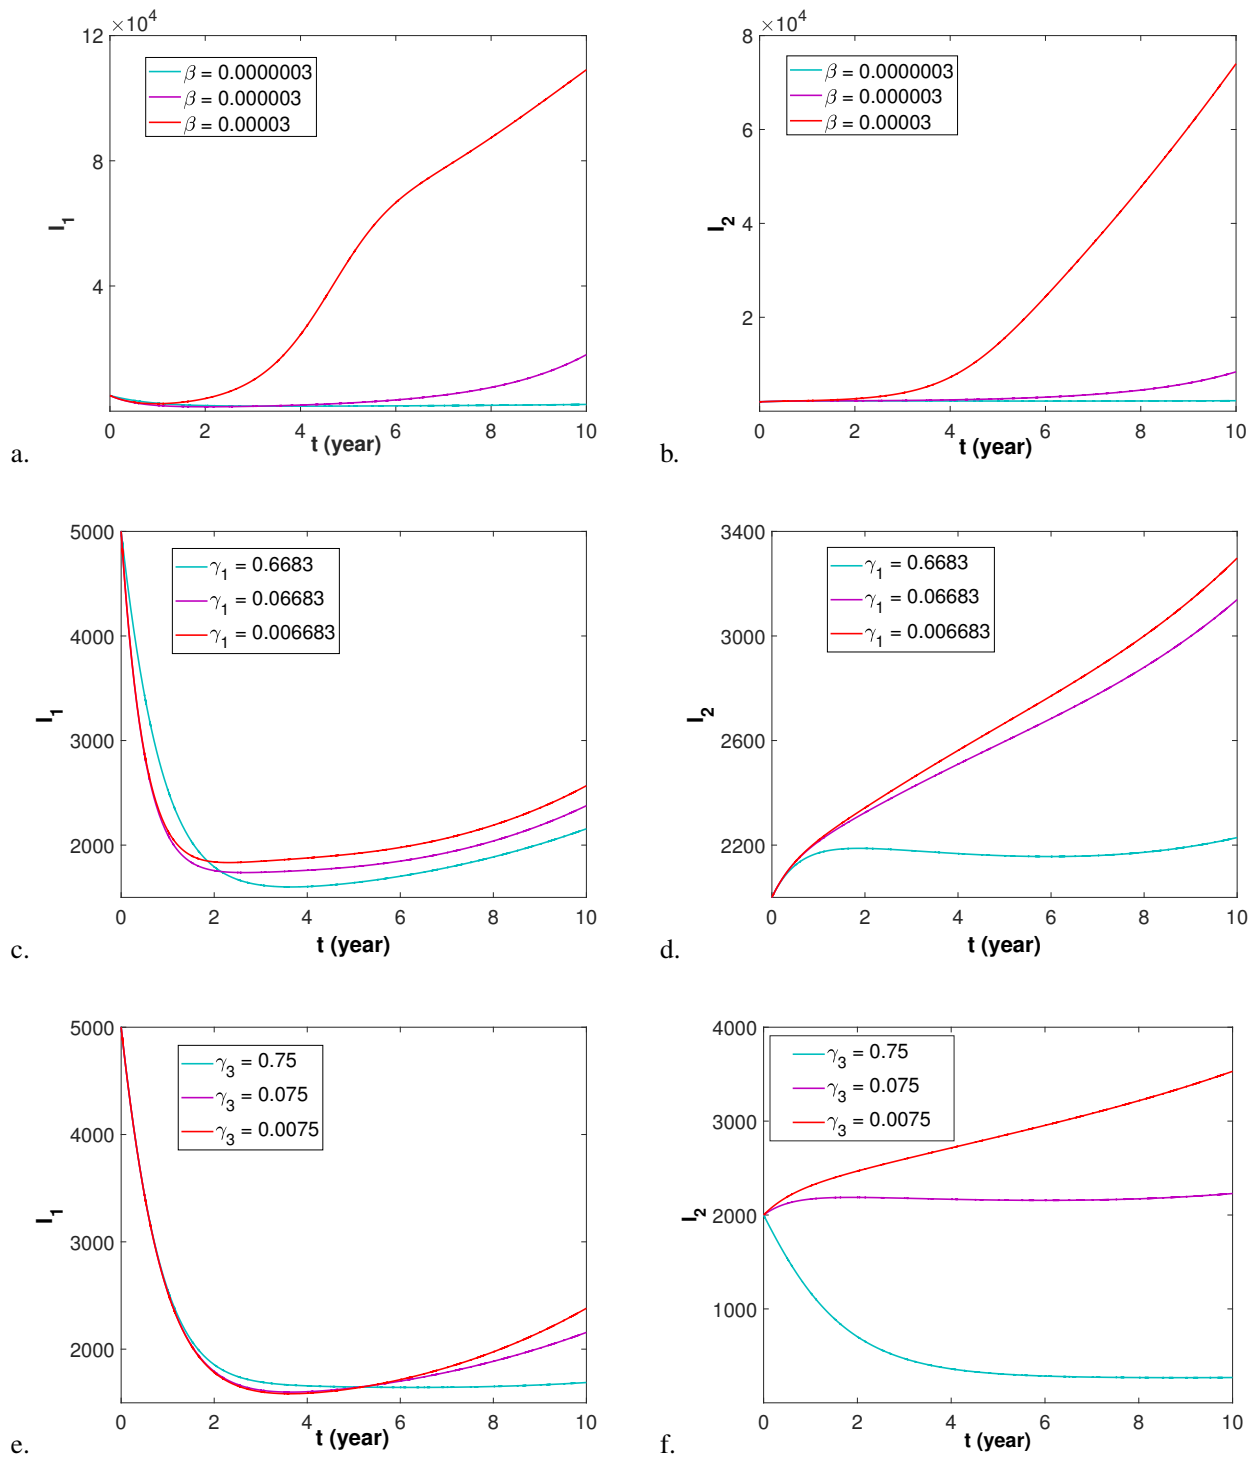 ×10⁴
12
8
4
0
2
4
6
8
10
I₁
t (year)
β = 0.0000003
β = 0.000003
β = 0.00003
a.
×10⁴
8
6
4
2
0
2
4
6
8
10
I₂
t (year)
β = 0.0000003
β = 0.000003
β = 0.00003
b.
5000
4000
3000
2000
0
2
4
6
8
10
I₁
t (year)
γ₁ = 0.6683
γ₁ = 0.06683
γ₁ = 0.006683
c.
3400
3000
2600
2200
0
2
4
6
8
10
I₂
t (year)
γ₁ = 0.6683
γ₁ = 0.06683
γ₁ = 0.006683
d.
5000
4000
3000
2000
0
2
4
6
8
10
I₁
t (year)
γ₃ = 0.75
γ₃ = 0.075
γ₃ = 0.0075
e.
4000
3000
2000
1000
0
2
4
6
8
10
I₂
t (year)
γ₃ = 0.75
γ₃ = 0.075
γ₃ = 0.0075
f.